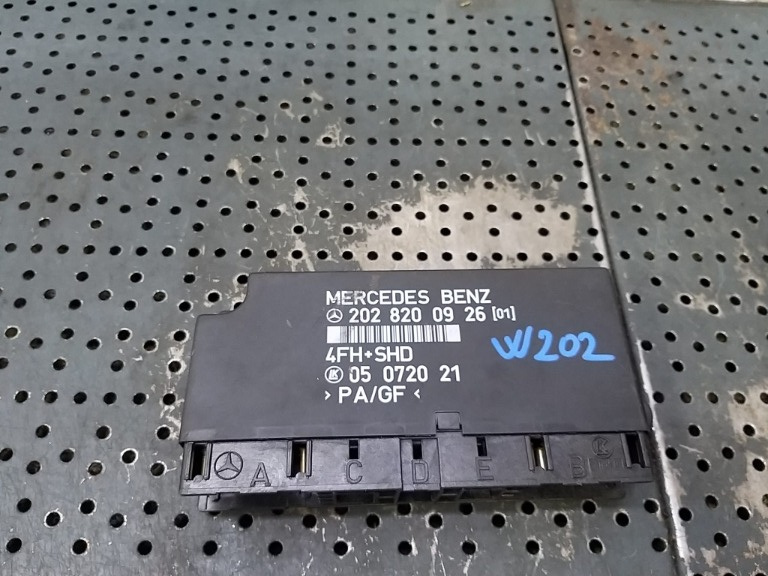 MERCEDES BENZ
202 820 09 26 [01]
W202
4FH+SHD
05 0720 21
> PA/GF <
A C D E B